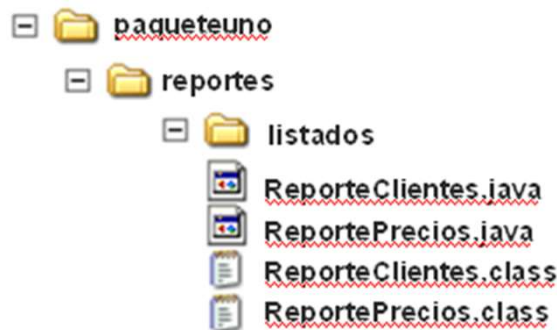 paqueteuno
reportes
listados
ReporteClientes.java
ReportePrecios.java
ReporteClientes.class
ReportePrecios.class